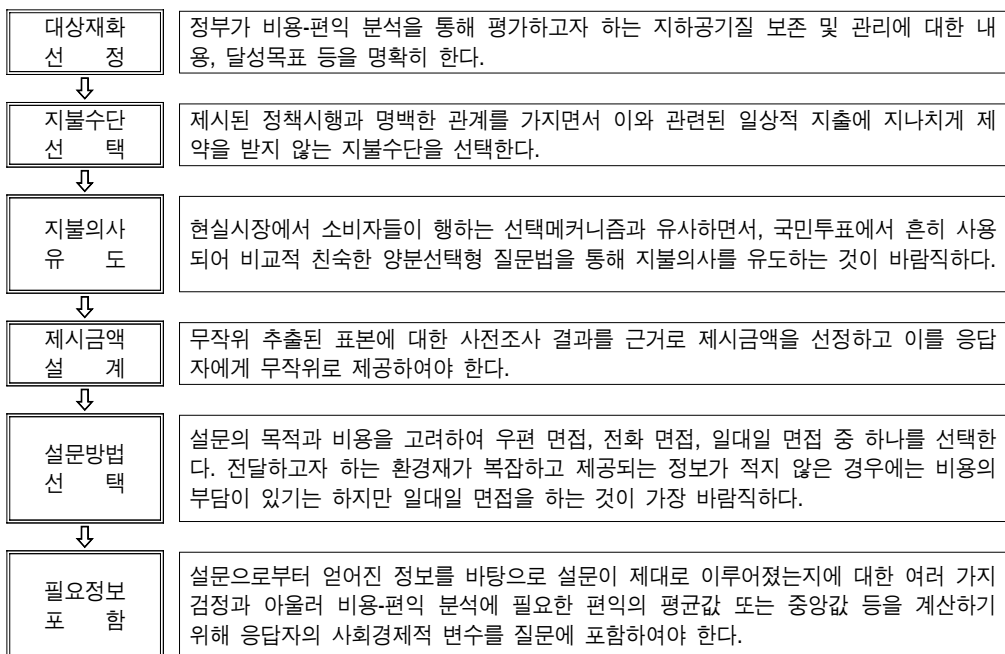 대상재화
선 정
정부가 비용-편익 분석을 통해 평가하고자 하는 지하공기질 보존 및 관리에 대한 내
용, 달성목표 등을 명확히 한다.
지불수단
선 택
제시된 정책시행과 명백한 관계를 가지면서 이와 관련된 일상적 지출에 지나치게 제
약을 받지 않는 지불수단을 선택한다.
지불의사
유 도
현실시장에서 소비자들이 행하는 선택메커니즘과 유사하면서, 국민투표에서 흔히 사용
되어 비교적 친숙한 양분선택형 질문법을 통해 지불의사를 유도하는 것이 바람직하다.
제시금액
설 계
무작위 추출된 표본에 대한 사전조사 결과를 근거로 제시금액을 선정하고 이를 응답
자에게 무작위로 제공하여야 한다.
설문방법
선 택
설문의 목적과 비용을 고려하여 우편 면접, 전화 면접, 일대일 면접 중 하나를 선택한
다. 전달하고자 하는 환경재가 복잡하고 제공되는 정보가 적지 않은 경우에는 비용의
부담이 있기는 하지만 일대일 면접을 하는 것이 가장 바람직하다.
필요정보
포 함
설문으로부터 얻어진 정보를 바탕으로 설문이 제대로 이루어졌는지에 대한 여러 가지
검정과 아울러 비용-편익 분석에 필요한 편익의 평균값 또는 중앙값 등을 계산하기
위해 응답자의 사회경제적 변수를 질문에 포함하여야 한다.